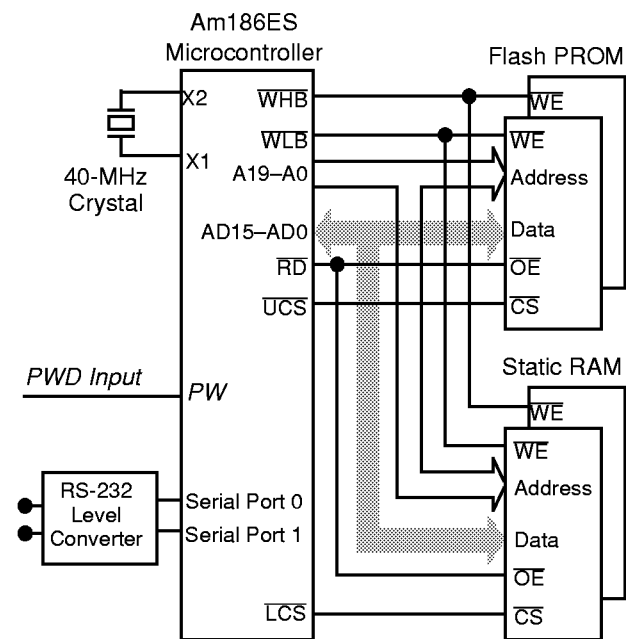 Am186ES
Microcontroller
Flash PROM
X2
WHB
WE
WLB
WE
X1
A19–A0
Address
40-MHz
Crystal
AD15–AD0
Data
RD
OE
UCS
CS
Static RAM
PWD Input
PW
WE
WE
RS-232
Level
Converter
Serial Port 0
Address
Serial Port 1
Data
OE
LCS
CS